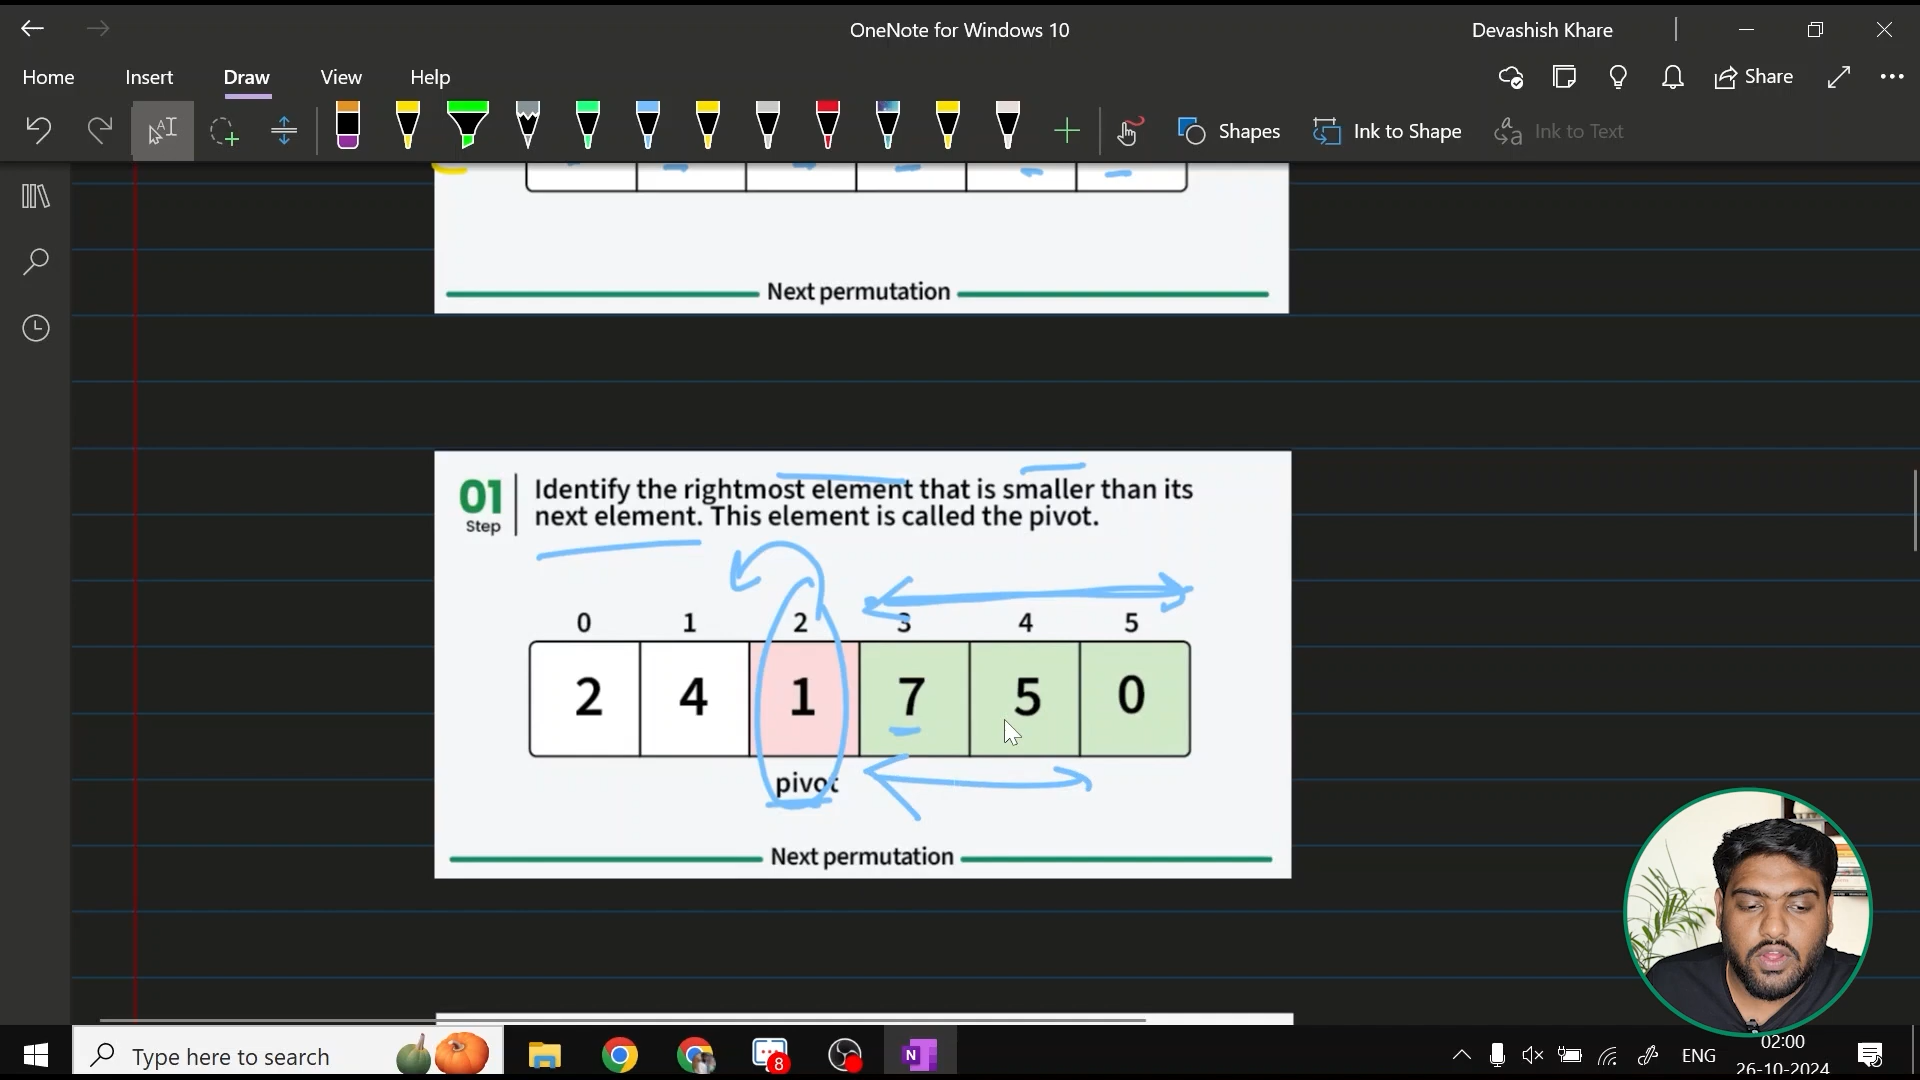 OneNote for Windows 10
Devashish Khare
Home Insert Draw View Help
Share
Shapes Ink to Shape Ink to Text
Next permutation
01
Step
Identify the rightmost element that is smaller than its
next element. This element is called the pivot.
0 1 2 3 4 5
2 4 1 7 5 0
pivot
Next permutation
Type here to search
8
N
ENG
02:00
26-10-2024